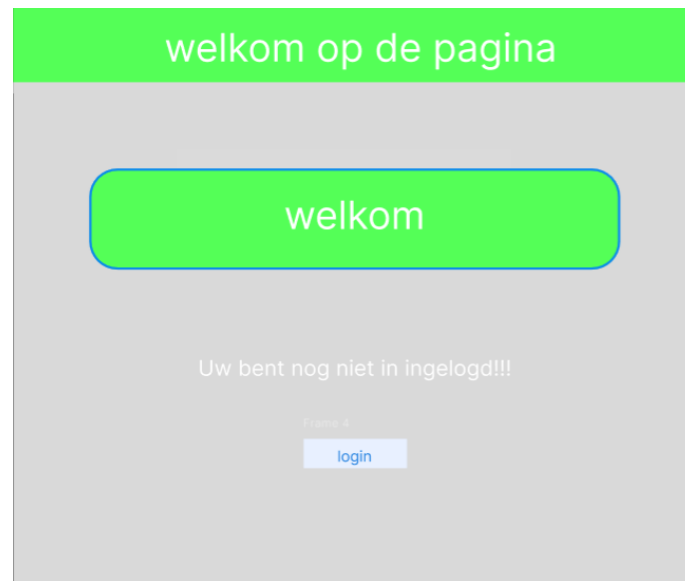 welkom op de pagina
welkom
Uw bent nog niet in ingelogd!!!
Frame 4
login